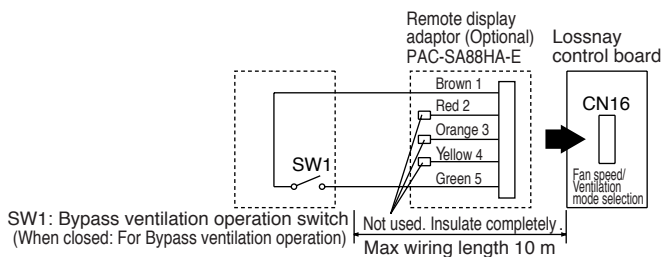 Remote display
adaptor (Optional)
PAC-SA88HA-E
Lossnay
control board
Brown 1
Red 2
Orange 3
Yellow 4
Green 5
CN16
Fan speed/
Ventilation
mode selection
SW1
SW1: Bypass ventilation operation switch
(When closed: For Bypass ventilation operation)
Not used. Insulate completely.
Max wiring length 10 m